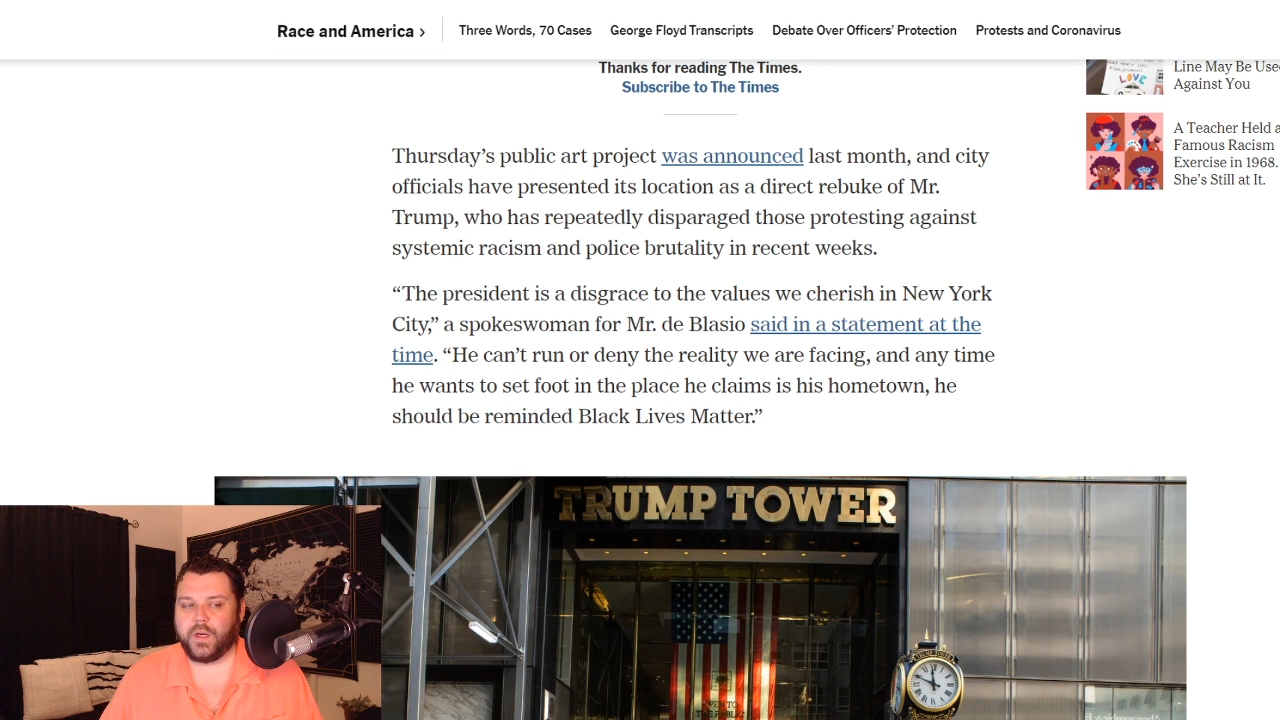 Race and America ›
Three Words, 70 Cases
George Floyd Transcripts
Debate Over Officers’ Protection
Protests and Coronavirus
Thanks for reading The Times.
Subscribe to The Times
Thursday’s public art project was announced last month, and city
officials have presented its location as a direct rebuke of Mr.
Trump, who has repeatedly disparaged those protesting against
systemic racism and police brutality in recent weeks.
“The president is a disgrace to the values we cherish in New York
City,” a spokeswoman for Mr. de Blasio said in a statement at the
time. “He can’t run or deny the reality we are facing, and any time
he wants to set foot in the place he claims is his hometown, he
should be reminded Black Lives Matter.”
Line May Be Used
Against You
A Teacher Held a
Famous Racism
Exercise in 1968.
She’s Still at It.
LOVE
TRUMP TOWER
OPEN TO
THE PUBLIC